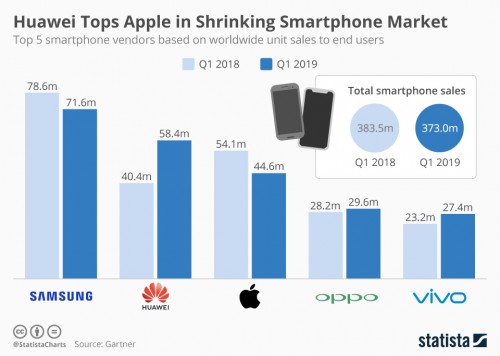 Huawei Tops Apple in Shrinking Smartphone Market
Top 5 smartphone vendors based on worldwide unit sales to end users
Q1 2018
Q1 2019
Total smartphone sales
383.5m
373.0m
Q1 2018
Q1 2019
78.6m
71.6m
40.4m
58.4m
54.1m
44.6m
28.2m
29.6m
23.2m
27.4m
SAMSUNG
HUAWEI
oppo
vivo
cc
@StatistaCharts Source: Gartner
statista